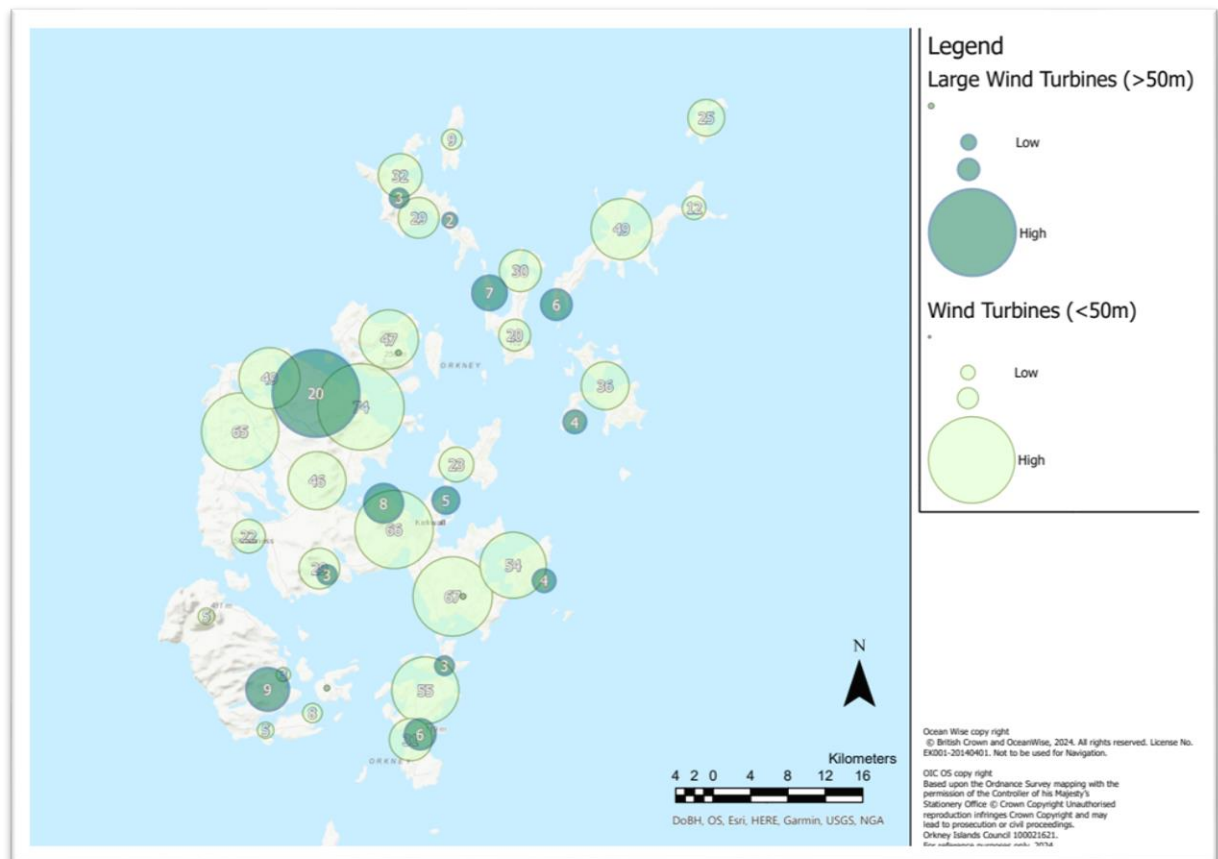 Legend
Large Wind Turbines (>50m)
Low
High
Wind Turbines (<50m)
Low
High
25
9
32
3
29
2
12
49
30
7
6
28
47
ORKNEY
36
20
74
4
65
23
46
8
5
Kirkwall
22
54
3
4
67
3
9
55
8
6
ORKNEY
N
Kilometers
4 2 0 4 8 12 16
DoBH, OS, Esri, HERE, Garmin, USGS, NGA
Ocean Wise copy right
© British Crown and OceanWise, 2024. All rights reserved. License No.
EK001-20140401. Not to be used for Navigation.
OIC OS copy right
Based upon the Ordnance Survey mapping with the
permission of the Controller of his Majesty's
Stationery Office © Crown Copyright Unauthorised
reproduction infringes Crown Copyright and may
lead to prosecution or civil proceedings.
Orkney Islands Council 100021621.
For reference purposes only. 2024